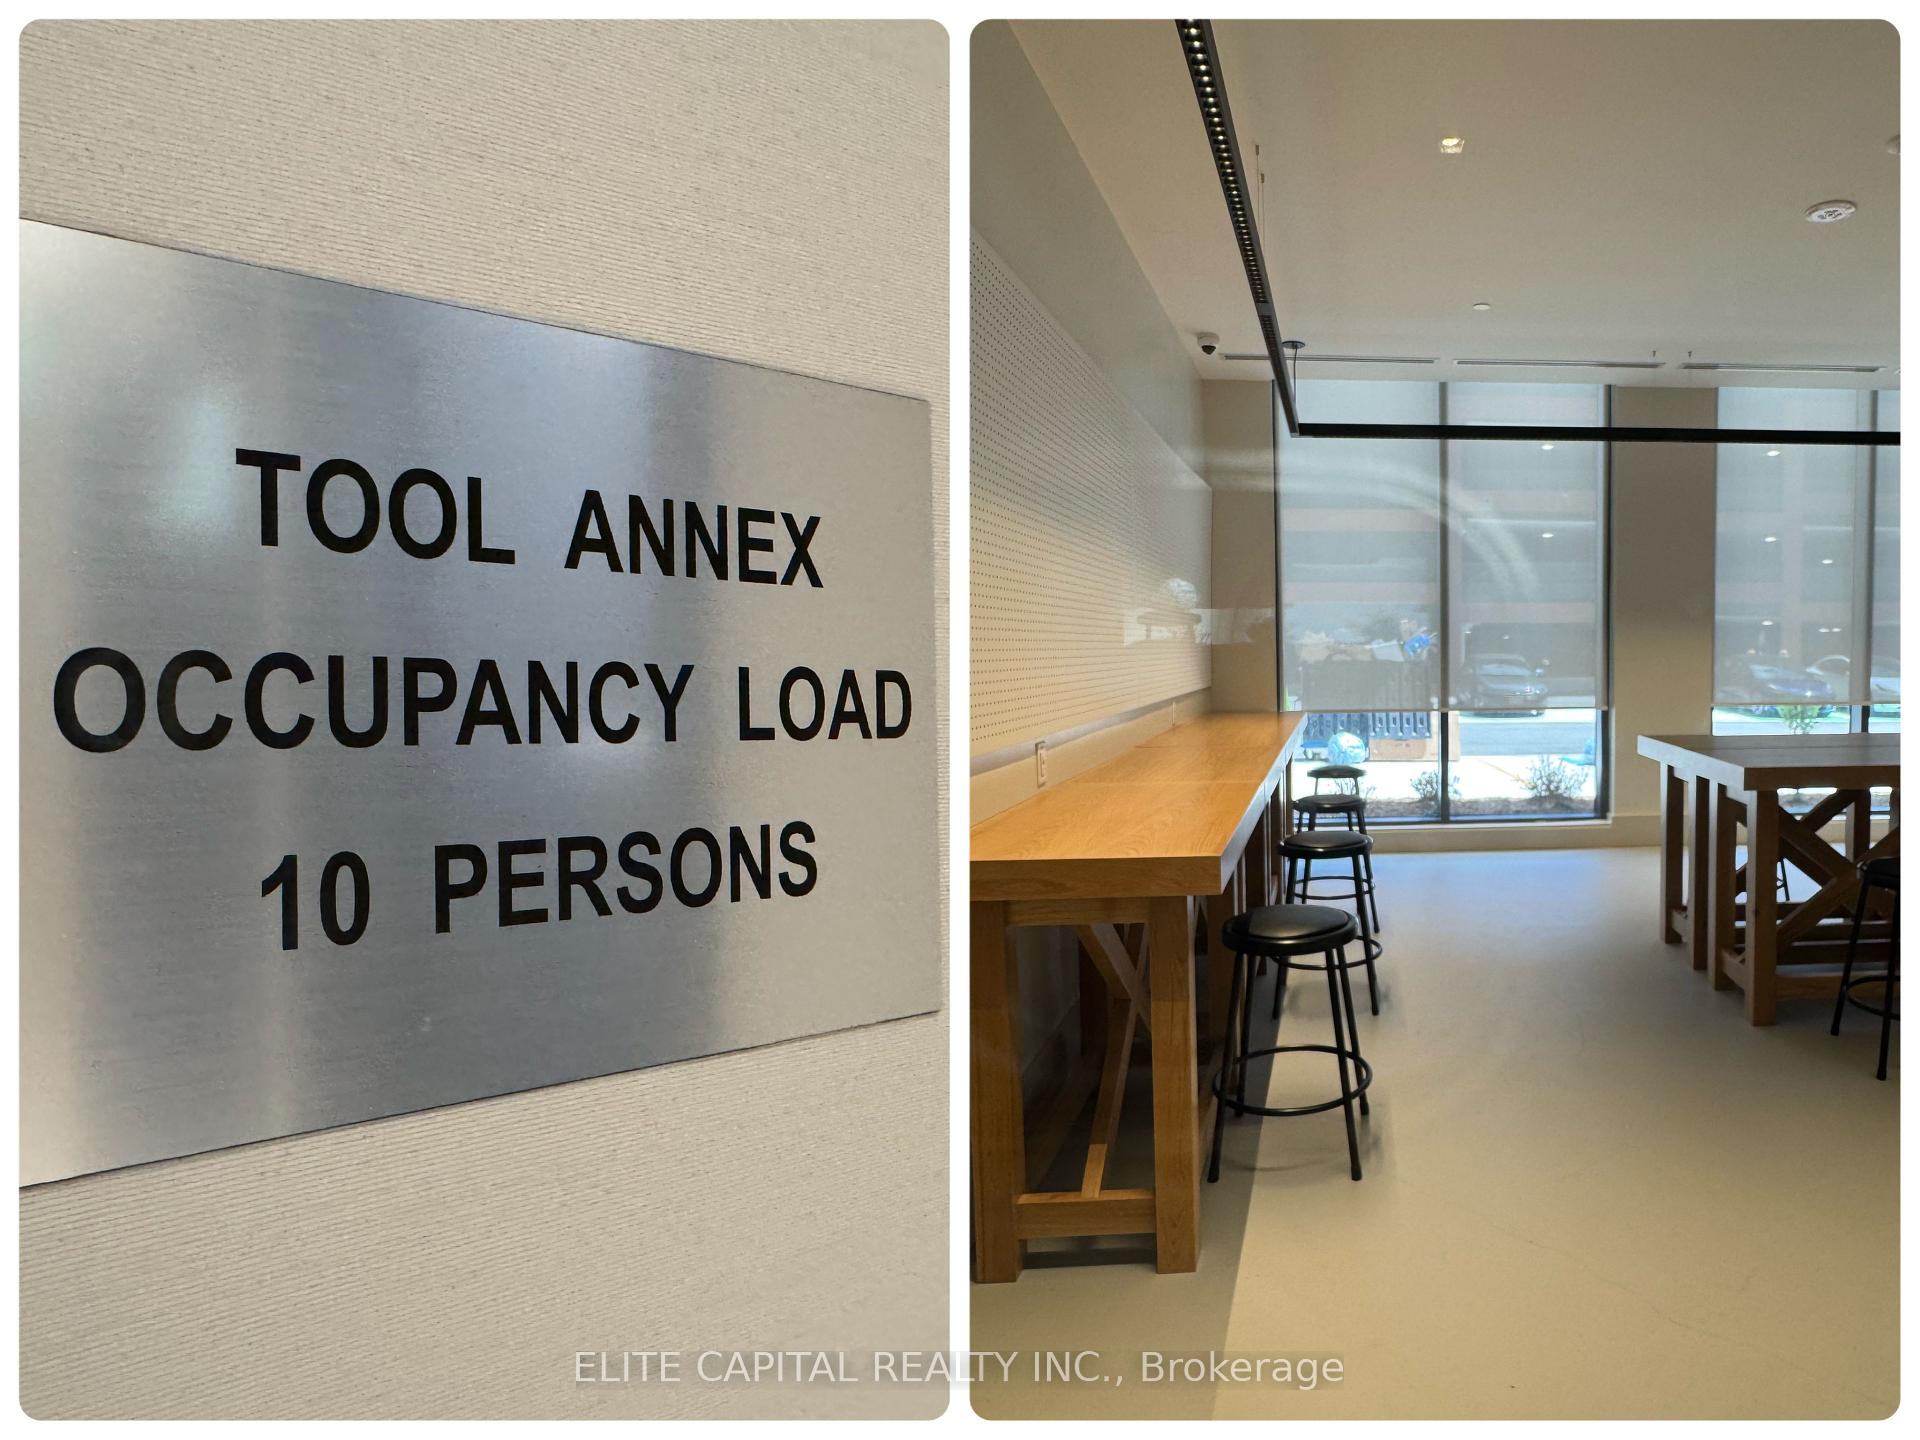 TOOL ANNEX
OCCUPANCY LOAD
10 PERSONS
ELITE CAPITAL REALTY INC., Brokerage